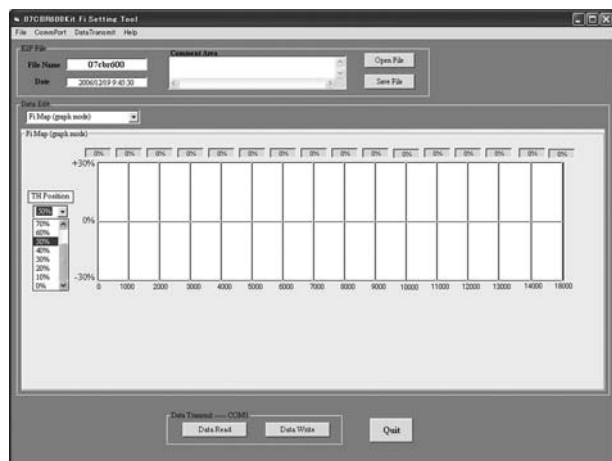 07CBR600Kit Fi Setting Tool
File CommPort DataTransmit Help
E2P File
File Name 07cbr600 Comment Area Open File
Date 2006/12/19 9:45:30 Save File
Data Edit
Fi Map (graph mode)
Fi Map (graph mode)
0% 0% 0% 0% 0% 0% 0% 0% 0% 0% 0% 0% 0% 0% 0%
+30%
TH Position
50%
70%
60%
50%
40%
30%
20%
10%
0%
0%
-30%
0 1000 2000 3000 4000 5000 6000 7000 8000 9000 10000 11000 12000 13000 14000 18000
Data Transmit ----- COM1
Data Read Data Write Quit